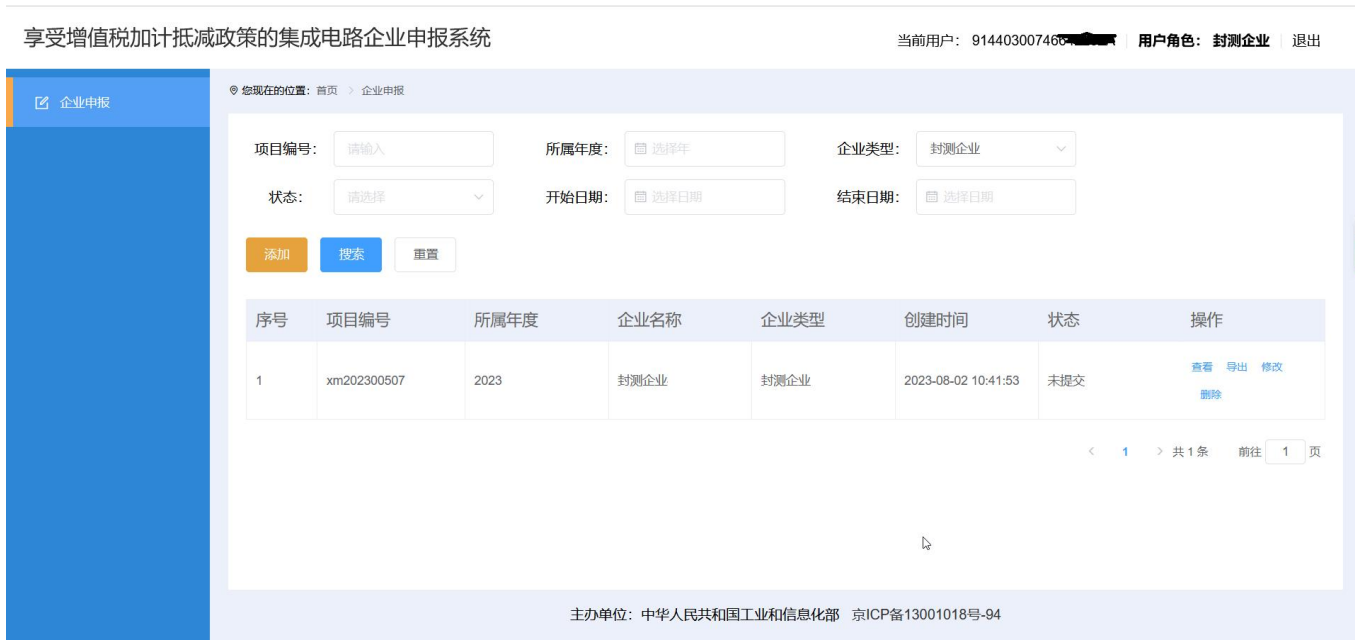 享受增值税加计抵减政策的集成电路企业申报系统
当前用户： 914403007466 用户角色： 封测企业 退出
企业申报
您现在的位置：首页 > 企业申报
项目编号： 请输入 所属年度： 选择年 企业类型： 封测企业
状态： 请选择 开始日期： 选择日期 结束日期： 选择日期
添加 搜索 重置
序号 项目编号 所属年度 企业名称 企业类型 创建时间 状态 操作
1 xm202300507 2023 封测企业 封测企业 2023-08-02 10:41:53 未提交 查看 导出 修改
删除
< 1 > 共 1 条 前往 1 页
主办单位：中华人民共和国工业和信息化部 京ICP备13001018号-94